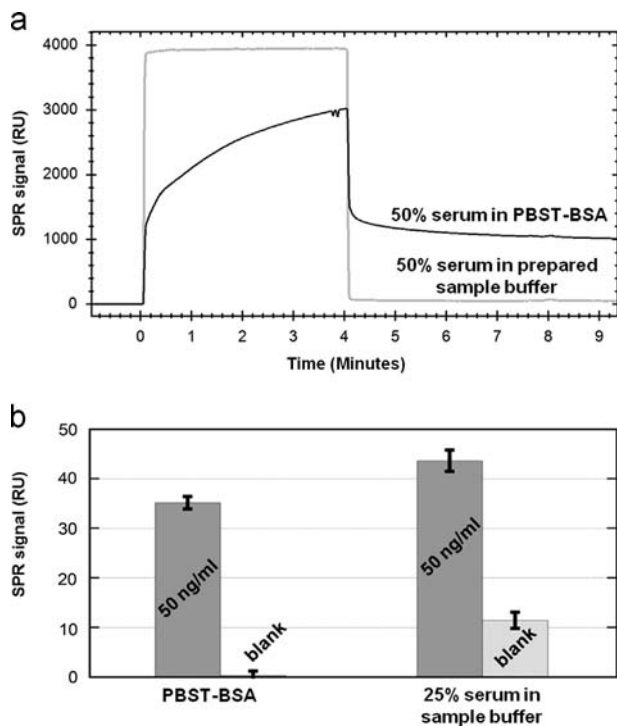 a
SPR signal (RU)
4000
3000
2000
1000
0
50% serum in PBST-BSA
50% serum in prepared
sample buffer
0 1 2 3 4 5 6 7 8 9
Time (Minutes)
b
SPR signal (RU)
50
40
30
20
10
0
50 ng/ml
blank
50 ng/ml
blank
PBST-BSA
25% serum in
sample buffer